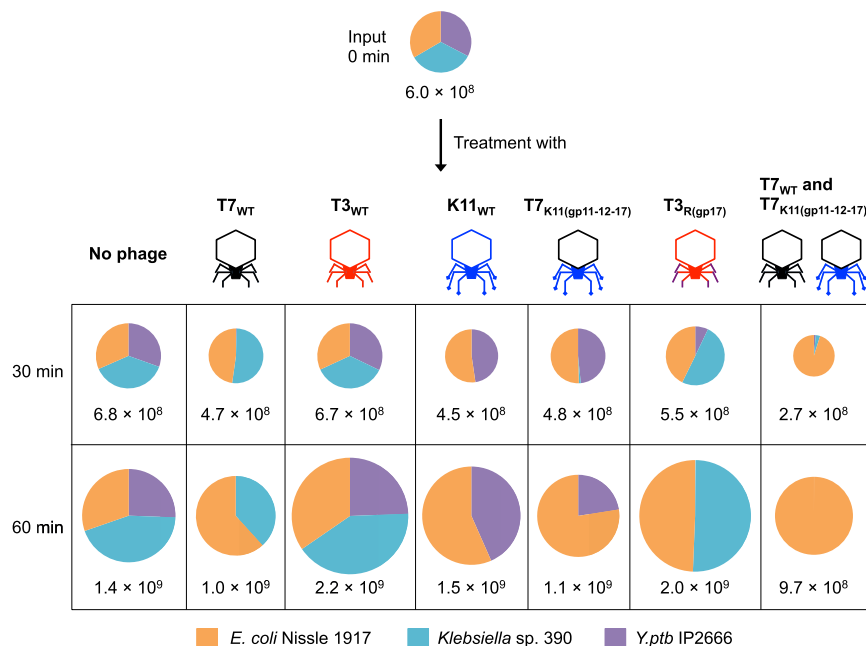 Input
0 min
6.0 × 10⁸
Treatment with
No phage
T7WT
T3WT
K11WT
T7K11(gp11-12-17)
T3R(gp17)
T7WT and
T7K11(gp11-12-17)
30 min
6.8 × 10⁸
4.7 × 10⁸
6.7 × 10⁸
4.5 × 10⁸
4.8 × 10⁸
5.5 × 10⁸
2.7 × 10⁸
60 min
1.4 × 10⁹
1.0 × 10⁹
2.2 × 10⁹
1.5 × 10⁹
1.1 × 10⁹
2.0 × 10⁹
9.7 × 10⁸
E. coli Nissle 1917
Klebsiella sp. 390
Y.ptb IP2666